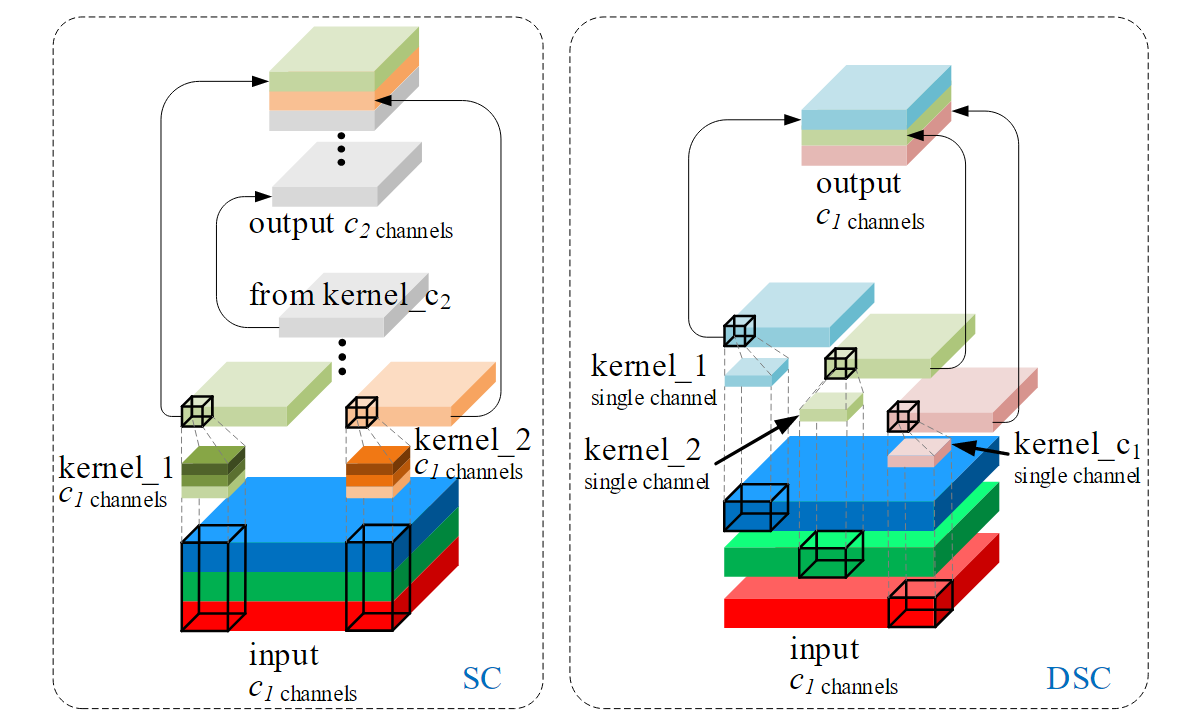 output c2 channels
from kernel_c2
kernel_1
c1 channels
kernel_2
c1 channels
input
c1 channels
SC
output
c1 channels
kernel_1
single channel
kernel_2
single channel
kernel_c1
single channel
input
c1 channels
DSC